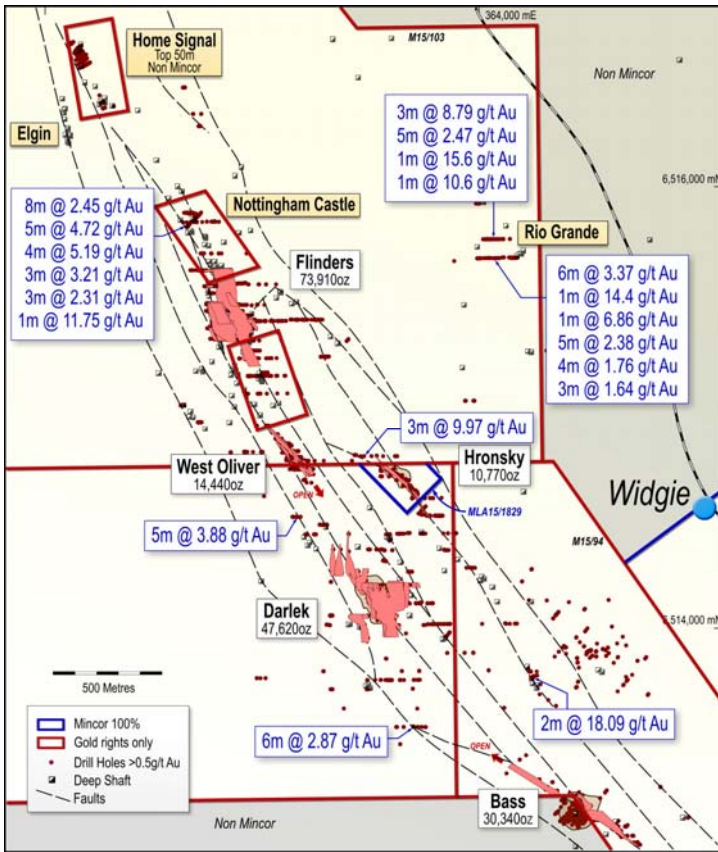 364,000 mE
M15/103
Home Signal
Top 50m
Non Mincor
Non Mincor
Elgin
3m @ 8.79 g/t Au
5m @ 2.47 g/t Au
1m @ 15.6 g/t Au
1m @ 10.6 g/t Au
6,516,000 mN
Nottingham Castle
8m @ 2.45 g/t Au
5m @ 4.72 g/t Au
4m @ 5.19 g/t Au
3m @ 3.21 g/t Au
3m @ 2.31 g/t Au
1m @ 11.75 g/t Au
Rio Grande
Flinders
73,910oz
6m @ 3.37 g/t Au
1m @ 14.4 g/t Au
1m @ 6.86 g/t Au
5m @ 2.38 g/t Au
4m @ 1.76 g/t Au
3m @ 1.64 g/t Au
3m @ 9.97 g/t Au
West Oliver
14,440oz
Hronsky
10,770oz
OPEN
Widgie
MLA15/1829
5m @ 3.88 g/t Au
M15/94
Darlek
47,620oz
6,514,000 mN
500 Metres
2m @ 18.09 g/t Au
Mincor 100%
Gold rights only
Drill Holes >0.5g/t Au
Deep Shaft
Faults
6m @ 2.87 g/t Au
OPEN
Bass
30,340oz
Non Mincor